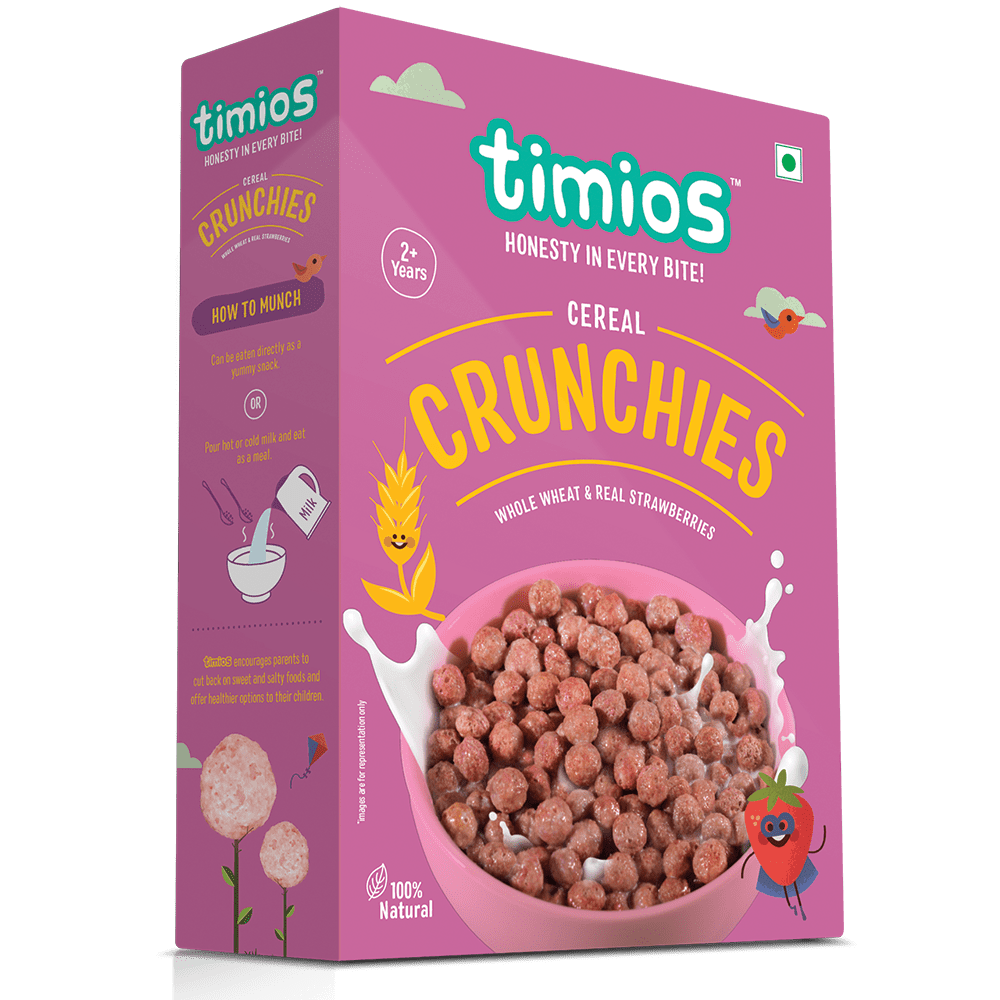 timios™
HONESTY IN EVERY BITE!
CEREAL
CRUNCHIES
WHOLE WHEAT & REAL STRAWBERRIES
HOW TO MUNCH
Can be eaten directly as a
yummy snack.
OR
Pour hot or cold milk and eat
as a meal.
Milk
timios encourages parents to
cut back on sweet and salty foods and
offer healthier options to their children.
timios™
HONESTY IN EVERY BITE!
2+
Years
CEREAL
CRUNCHIES
WHOLE WHEAT & REAL STRAWBERRIES
*images are for representation only
100%
Natural